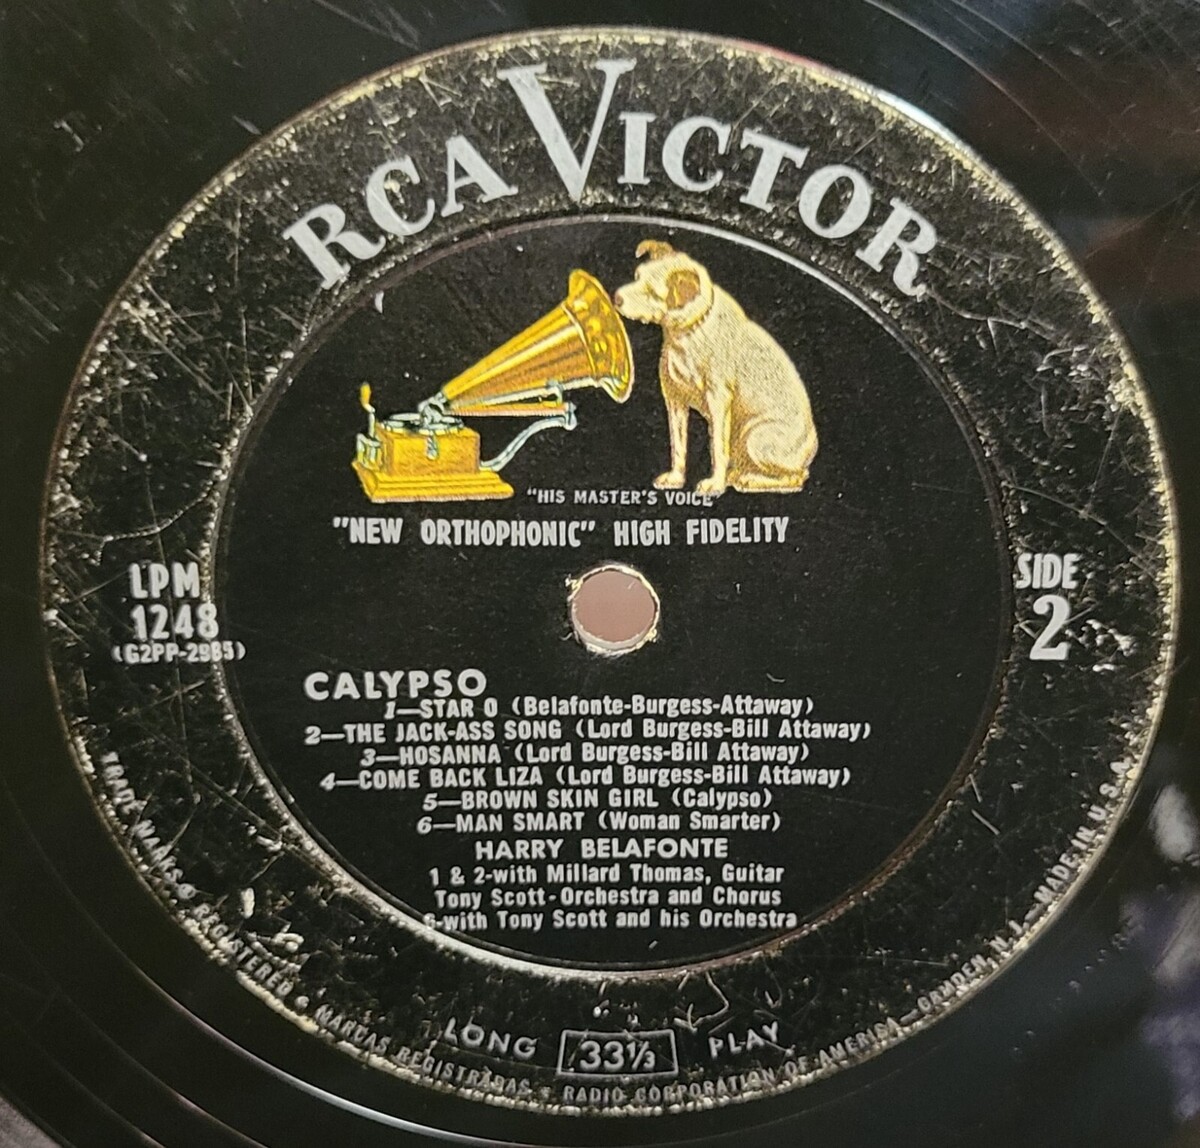 RCA VICTOR
"HIS MASTER'S VOICE"
"NEW ORTHOPHONIC" HIGH FIDELITY
LPM
1248
(G2PP-2985)
SIDE
2
CALYPSO
1—STAR O (Belafonte-Burgess-Attaway)
2—THE JACK-ASS SONG (Lord Burgess-Bill Attaway)
3—HOSANNA (Lord Burgess-Bill Attaway)
4—COME BACK LIZA (Lord Burgess-Bill Attaway)
5—BROWN SKIN GIRL (Calypso)
6—MAN SMART (Woman Smarter)
HARRY BELAFONTE
1 & 2-with Millard Thomas, Guitar
Tony Scott-Orchestra and Chorus
6-with Tony Scott and his Orchestra
LONG 33⅓ PLAY
TRADE MARKS ® REGISTERED • MARCAS REGISTRADAS • RADIO CORPORATION OF AMERICA—CAMDEN, N.J.—MADE IN U.S.A.